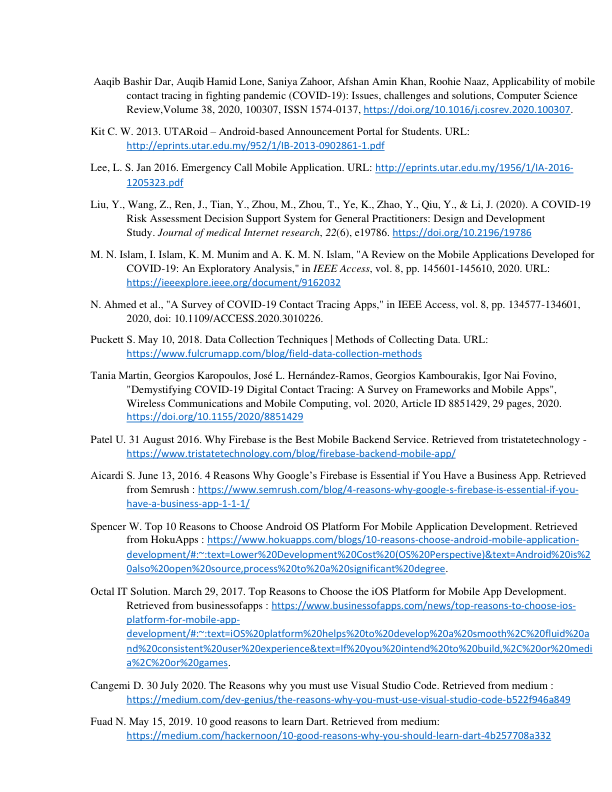 Aaqib Bashir Dar, Auqib Hamid Lone, Saniya Zahoor, Afshan Amin Khan, Roohie Naaz, Applicability of mobile
contact tracing in fighting pandemic (COVID-19): Issues, challenges and solutions, Computer Science
Review,Volume 38, 2020, 100307, ISSN 1574-0137, https://doi.org/10.1016/j.cosrev.2020.100307.
Kit C. W. 2013. UTARoid – Android-based Announcement Portal for Students. URL:
http://eprints.utar.edu.my/952/1/IB-2013-0902861-1.pdf
Lee, L. S. Jan 2016. Emergency Call Mobile Application. URL: http://eprints.utar.edu.my/1956/1/IA-2016-
1205323.pdf
Liu, Y., Wang, Z., Ren, J., Tian, Y., Zhou, M., Zhou, T., Ye, K., Zhao, Y., Qiu, Y., & Li, J. (2020). A COVID-19
Risk Assessment Decision Support System for General Practitioners: Design and Development
Study. Journal of medical Internet research, 22(6), e19786. https://doi.org/10.2196/19786
M. N. Islam, I. Islam, K. M. Munim and A. K. M. N. Islam, "A Review on the Mobile Applications Developed for
COVID-19: An Exploratory Analysis," in IEEE Access, vol. 8, pp. 145601-145610, 2020. URL:
https://ieeexplore.ieee.org/document/9162032
N. Ahmed et al., "A Survey of COVID-19 Contact Tracing Apps," in IEEE Access, vol. 8, pp. 134577-134601,
2020, doi: 10.1109/ACCESS.2020.3010226.
Puckett S. May 10, 2018. Data Collection Techniques | Methods of Collecting Data. URL:
https://www.fulcrumapp.com/blog/field-data-collection-methods
Tania Martin, Georgios Karopoulos, José L. Hernández-Ramos, Georgios Kambourakis, Igor Nai Fovino,
"Demystifying COVID-19 Digital Contact Tracing: A Survey on Frameworks and Mobile Apps",
Wireless Communications and Mobile Computing, vol. 2020, Article ID 8851429, 29 pages, 2020.
https://doi.org/10.1155/2020/8851429
Patel U. 31 August 2016. Why Firebase is the Best Mobile Backend Service. Retrieved from tristatetechnology -
https://www.tristatetechnology.com/blog/firebase-backend-mobile-app/
Aicardi S. June 13, 2016. 4 Reasons Why Google’s Firebase is Essential if You Have a Business App. Retrieved
from Semrush : https://www.semrush.com/blog/4-reasons-why-google-s-firebase-is-essential-if-you-
have-a-business-app-1-1-1/
Spencer W. Top 10 Reasons to Choose Android OS Platform For Mobile Application Development. Retrieved
from HokuApps : https://www.hokuapps.com/blogs/10-reasons-choose-android-mobile-application-
development/#:~:text=Lower%20Development%20Cost%20(OS%20Perspective)&text=Android%20is%2
0also%20open%20source,process%20to%20a%20significant%20degree.
Octal IT Solution. March 29, 2017. Top Reasons to Choose the iOS Platform for Mobile App Development.
Retrieved from businessofapps : https://www.businessofapps.com/news/top-reasons-to-choose-ios-
platform-for-mobile-app-
development/#:~:text=iOS%20platform%20helps%20to%20develop%20a%20smooth%2C%20fluid%20a
nd%20consistent%20user%20experience&text=If%20you%20intend%20to%20build,%2C%20or%20medi
a%2C%20or%20games.
Cangemi D. 30 July 2020. The Reasons why you must use Visual Studio Code. Retrieved from medium :
https://medium.com/dev-genius/the-reasons-why-you-must-use-visual-studio-code-b522f946a849
Fuad N. May 15, 2019. 10 good reasons to learn Dart. Retrieved from medium:
https://medium.com/hackernoon/10-good-reasons-why-you-should-learn-dart-4b257708a332